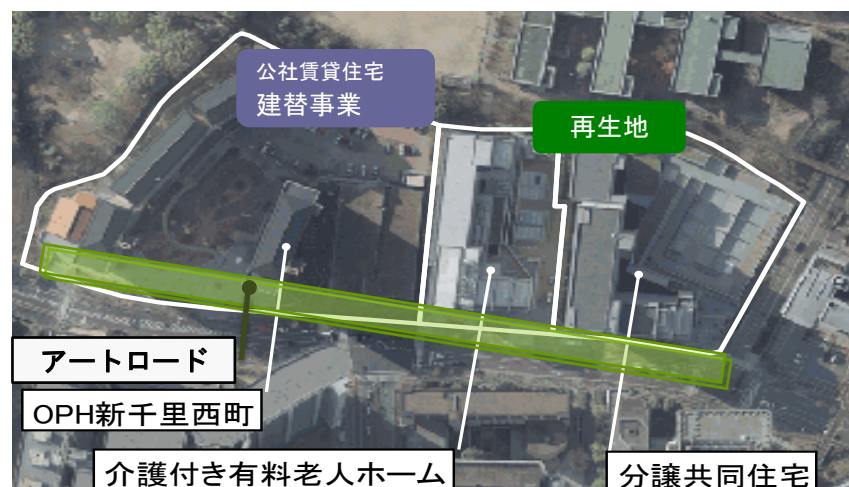 公社賃貸住宅
建替事業
再生地
アートロード
OPH新千里西町
介護付き有料老人ホーム
分譲共同住宅